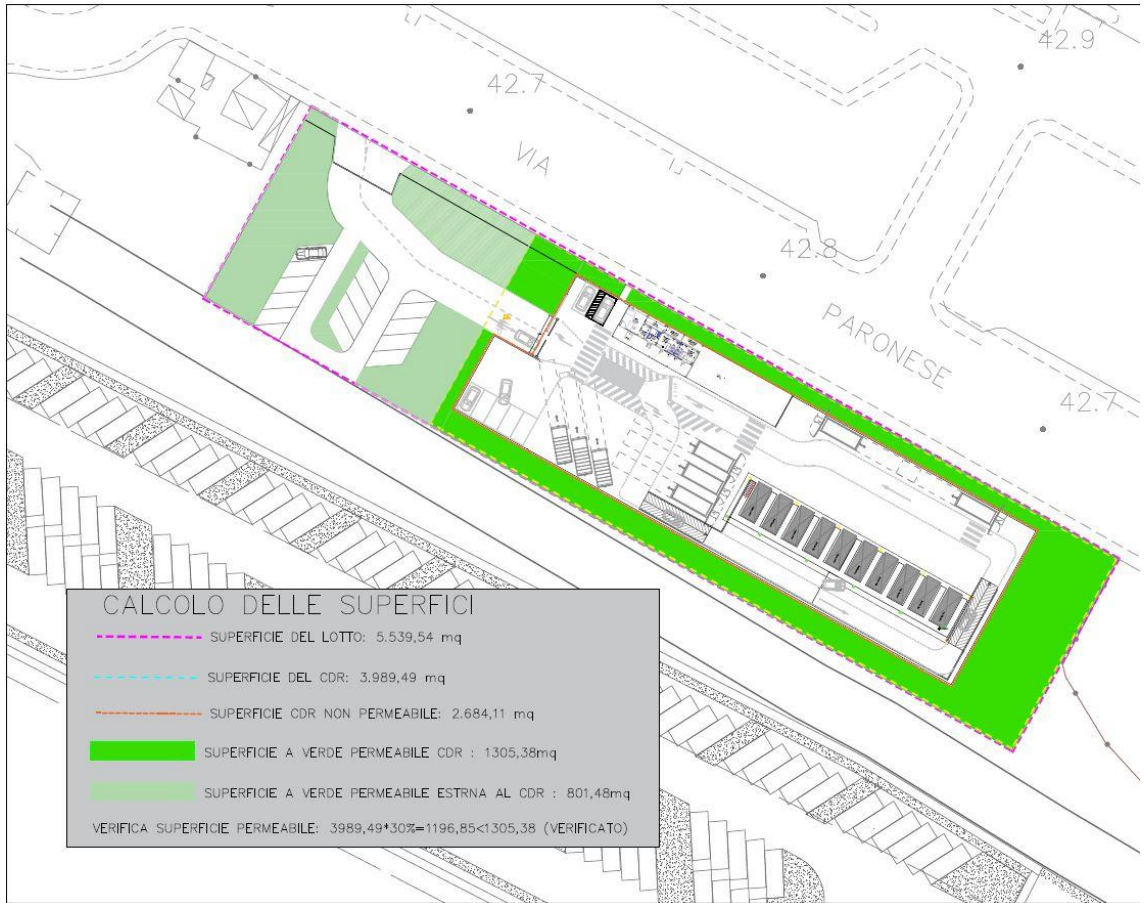 42.9
42.7
VIA
42.8
PARONESE
42.7
CALCOLO DELLE SUPERFICI
SUPERFICIE DEL LOTTO: 5.539,54 mq
SUPERFICIE DEL CDR: 3.989,49 mq
SUPERFICIE CDR NON PERMEABILE: 2.684,11 mq
SUPERFICIE A VERDE PERMEABILE CDR : 1305,38mq
SUPERFICIE A VERDE PERMEABILE ESTRNA AL CDR : 801,48mq
VERIFICA SUPERFICIE PERMEABILE: 3989,49*30%=1196,85<1305,38 (VERIFICATO)